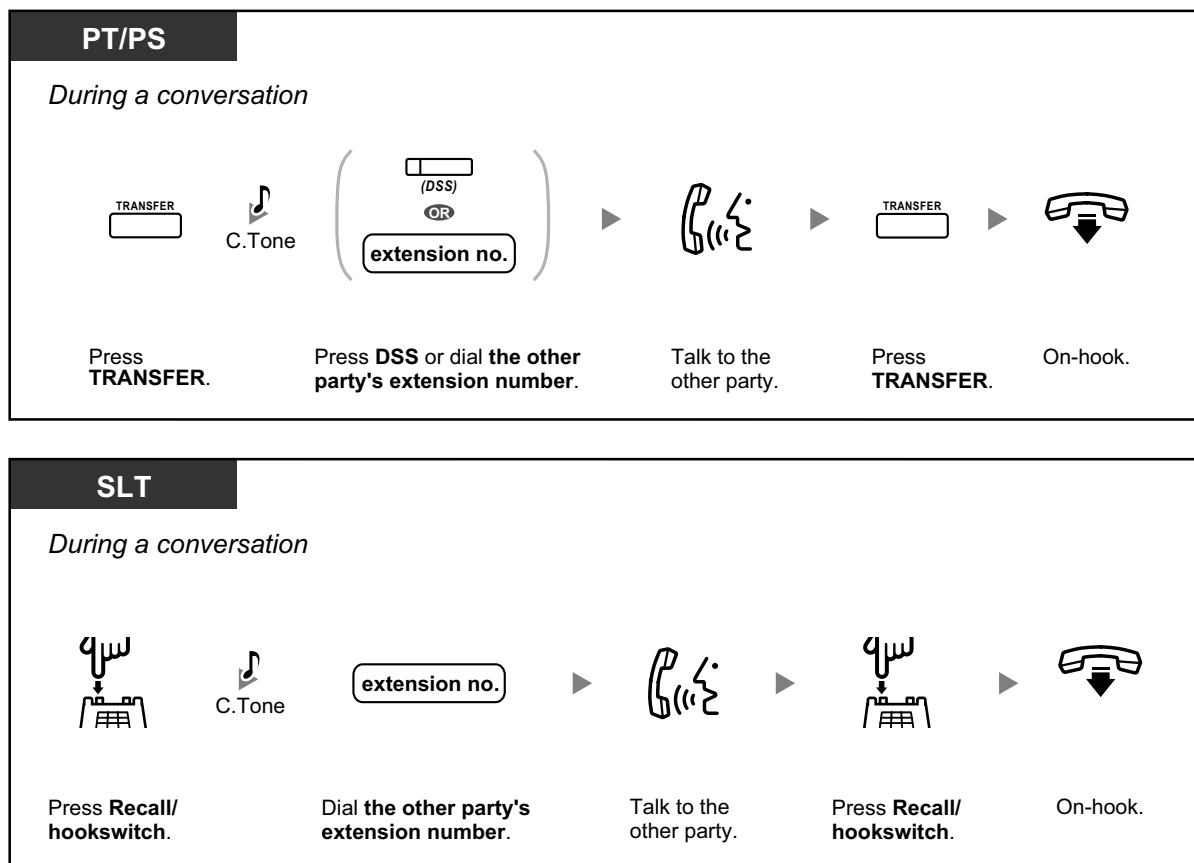 PT/PS
During a conversation
TRANSFER
C.Tone
(DSS)
OR
extension no.
TRANSFER
Press
TRANSFER.
Press DSS or dial the other
party's extension number.
Talk to the
other party.
Press
TRANSFER.
On-hook.
SLT
During a conversation
C.Tone
extension no.
Press Recall/
hookswitch.
Dial the other party's
extension number.
Talk to the
other party.
Press Recall/
hookswitch.
On-hook.